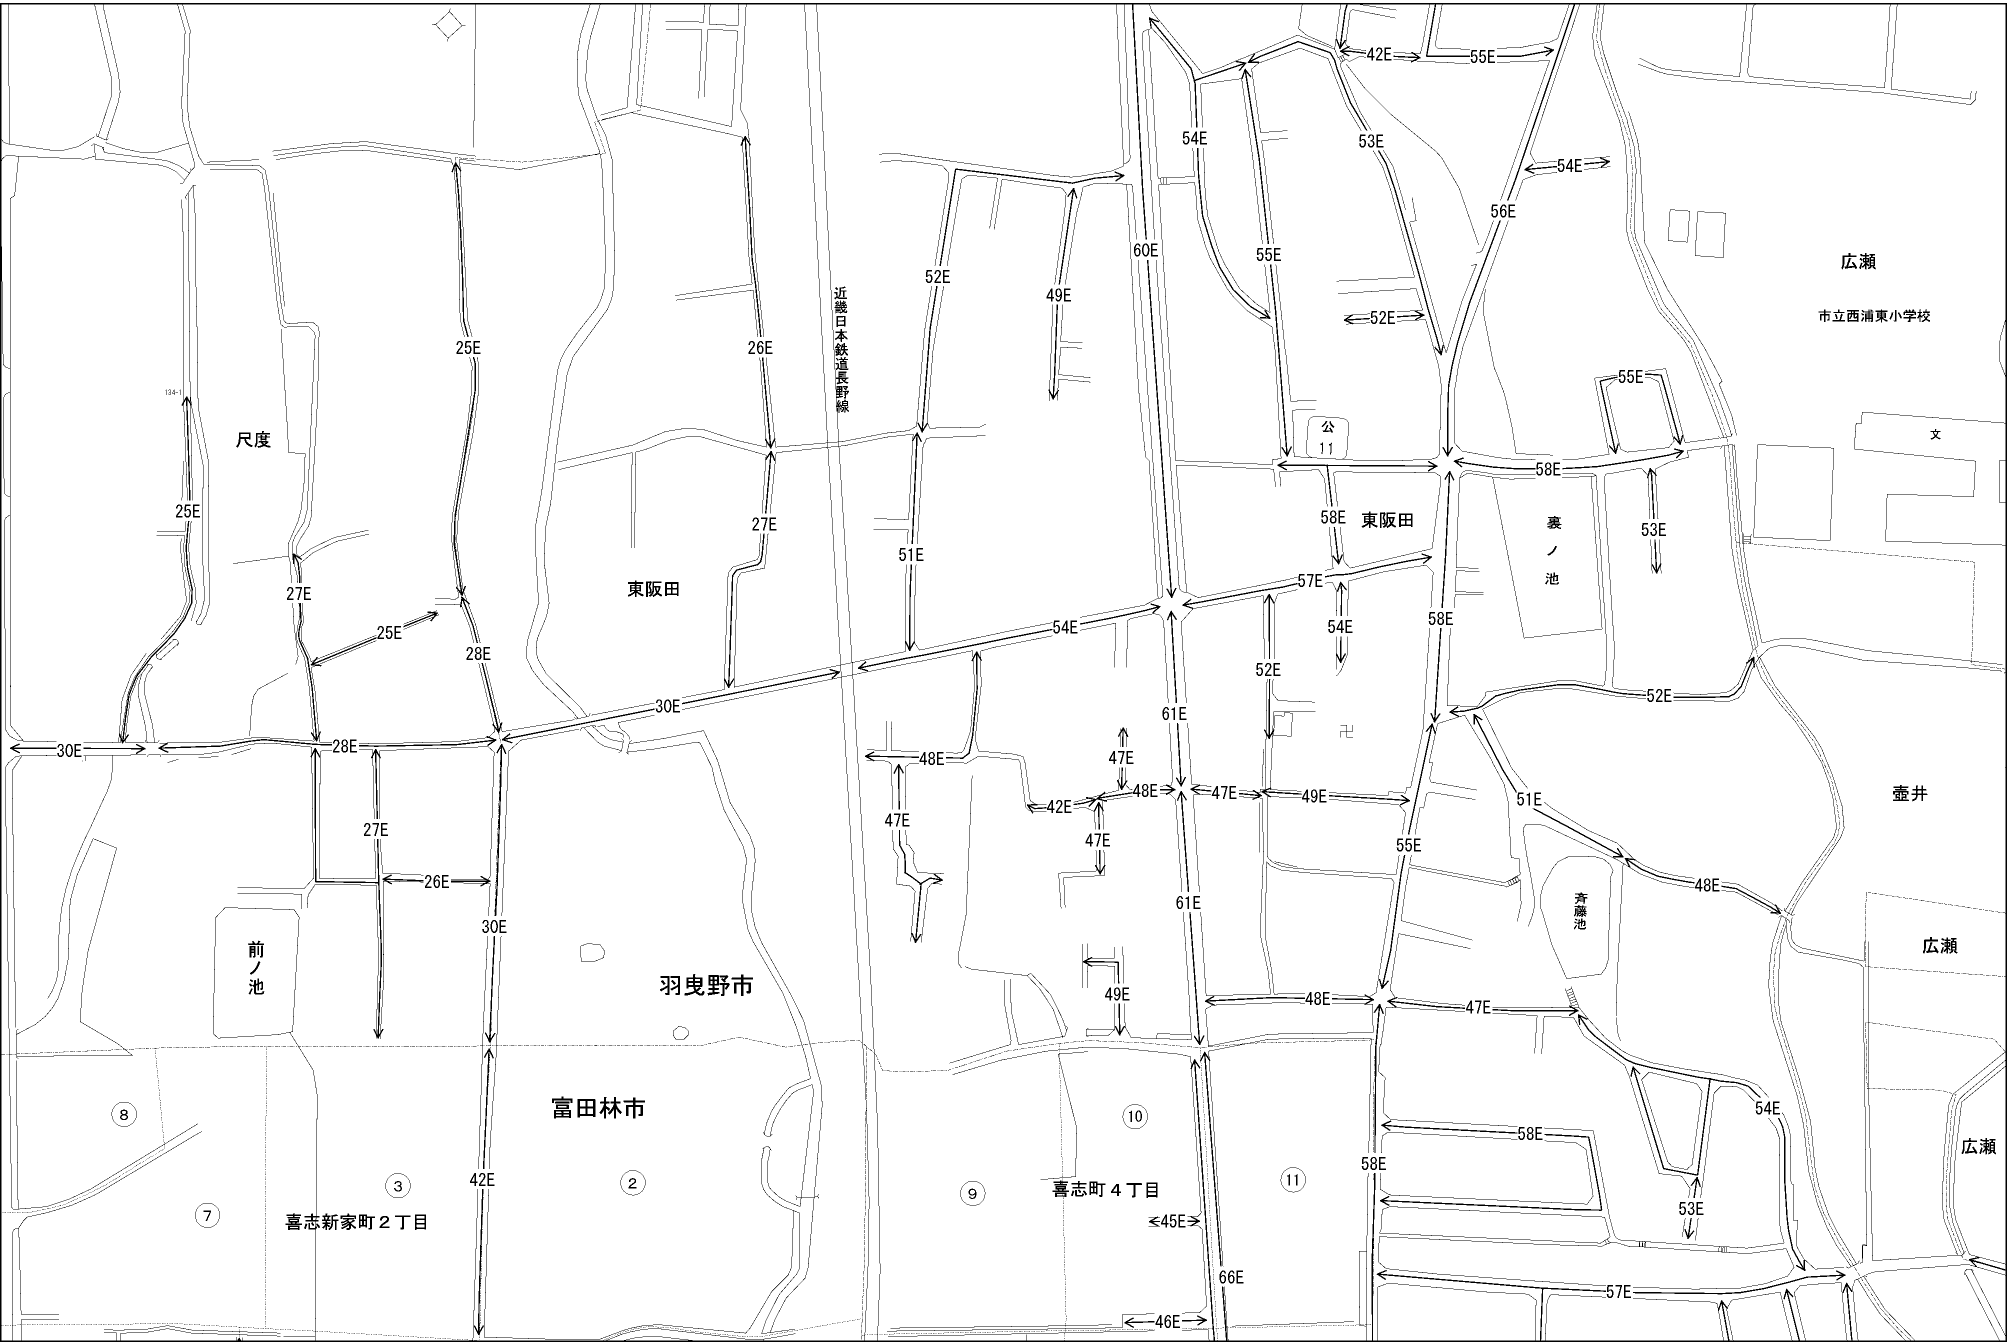 42E
55E
54E
53E
54E
56E
60E
55E
広瀬
52E
49E
近畿日本鉄道長野線
52E
市立西浦東小学校
25E
26E
55E
134-1
尺度
公
11
文
58E
25E
27E
51E
58E
東阪田
裏ノ池
53E
東阪田
27E
57E
25E
54E
54E
58E
28E
52E
52E
30E
61E
30E
28E
48E
47E
卍
48E
42E
47E
49E
51E
壺井
27E
47E
47E
55E
26E
48E
61E
斉藤池
30E
広瀬
前ノ池
羽曳野市
49E
48E
47E
富田林市
54E
⑧
⑩
58E
広瀬
58E
42E
③
②
⑨
喜志町4丁目
⑪
⑦
喜志新家町2丁目
45E
53E
66E
57E
46E